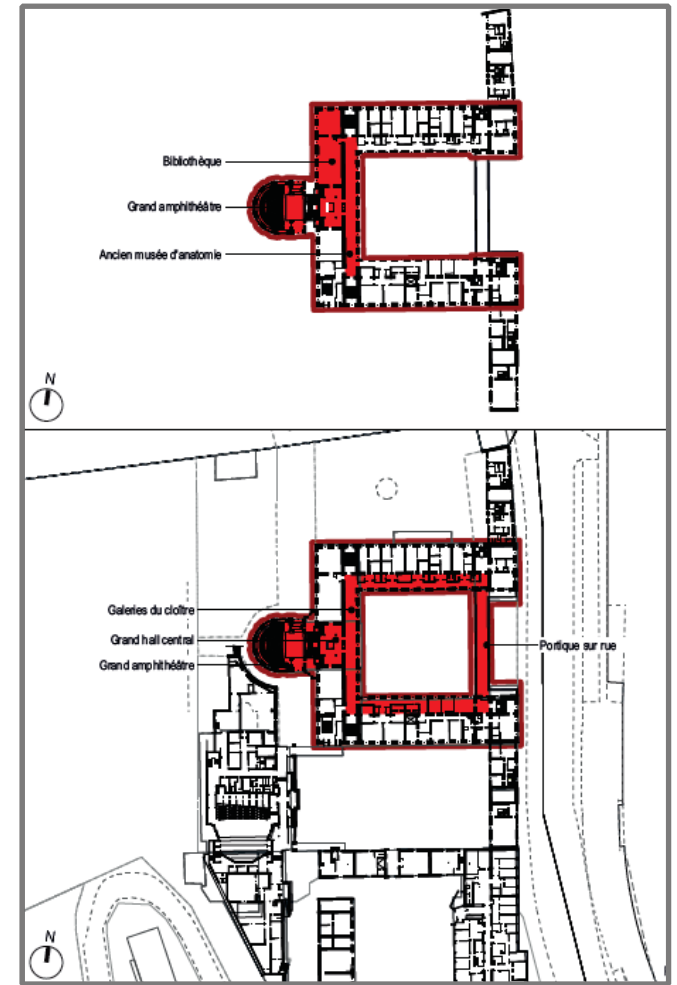 Bibliothèque
Grand amphithéâtre
Ancien musée d'anatomie
N
Galeries du cloître
Grand hall central
Portique sur rue
Grand amphithéâtre
N